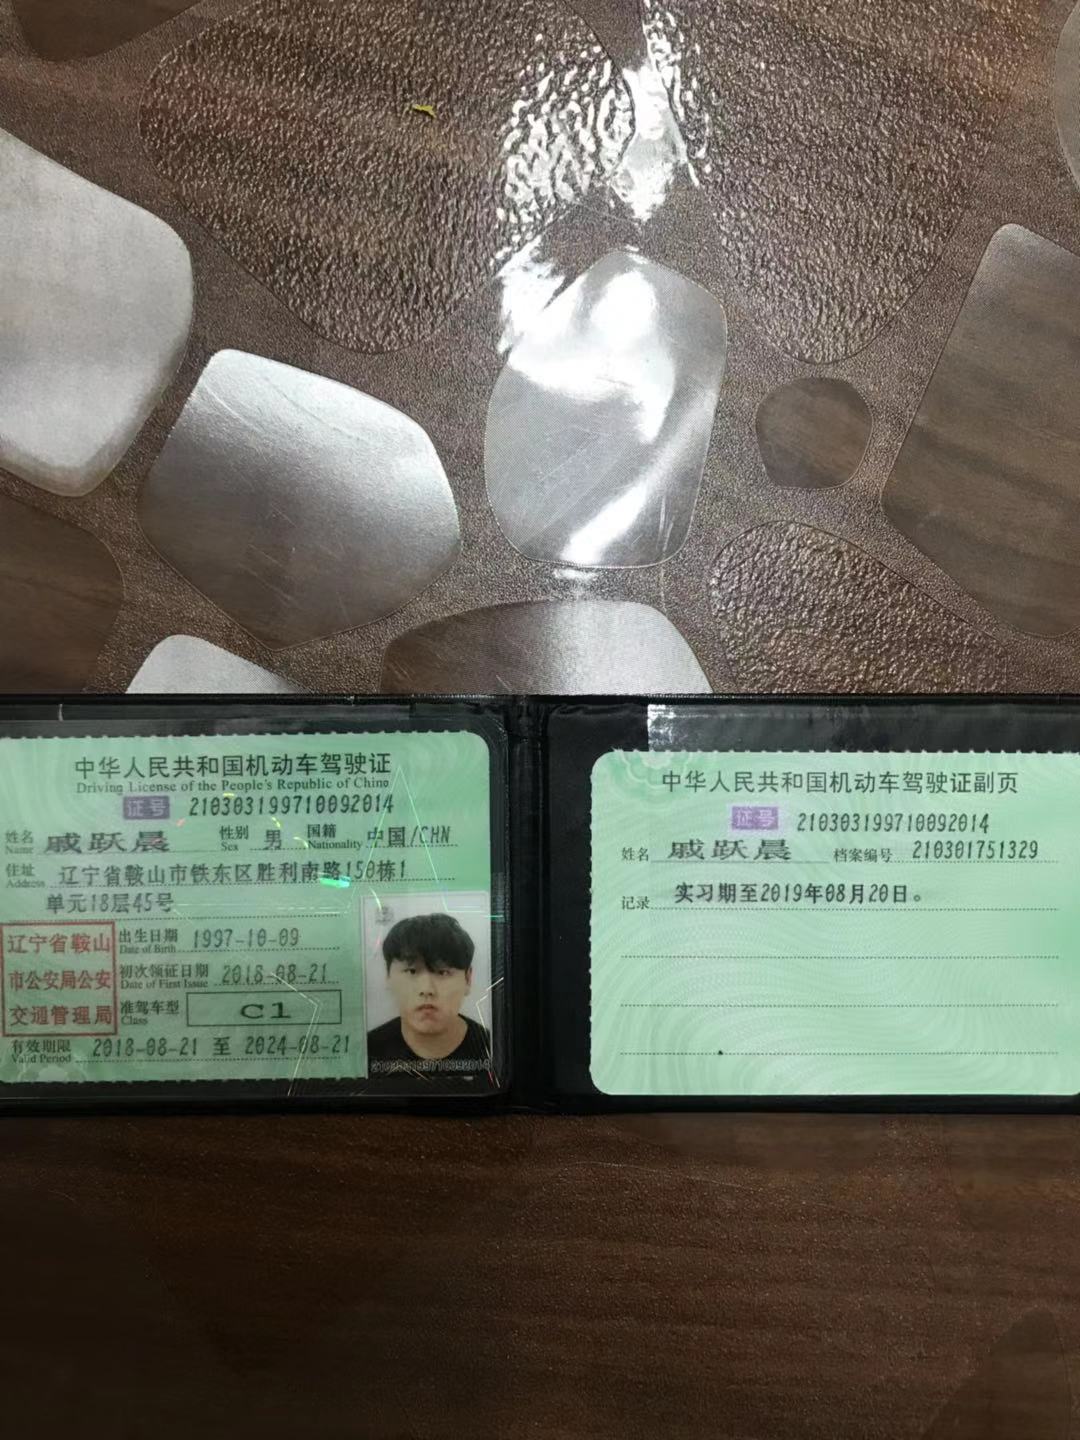 中华人民共和国机动车驾驶证
Driving License of the People's Republic of China
证号 210303199710092014
姓名 Name 戚跃晨 性别 Sex 男 国籍 Nationality 中国/CHN
住址 Address 辽宁省鞍山市铁东区胜利南路150栋1
单元18层45号
辽宁省鞍山
市公安局公安
交通管理局
出生日期 Date of Birth 1997-10-09
初次领证日期 Date of First Issue 2018-08-21
准驾车型 Class C1
有效期限 Valid Period 2018-08-21 至 2024-08-21
210303199710092014
中华人民共和国机动车驾驶证副页
证号 210303199710092014
姓名 戚跃晨 档案编号 210301751329
记录 实习期至2019年08月20日。